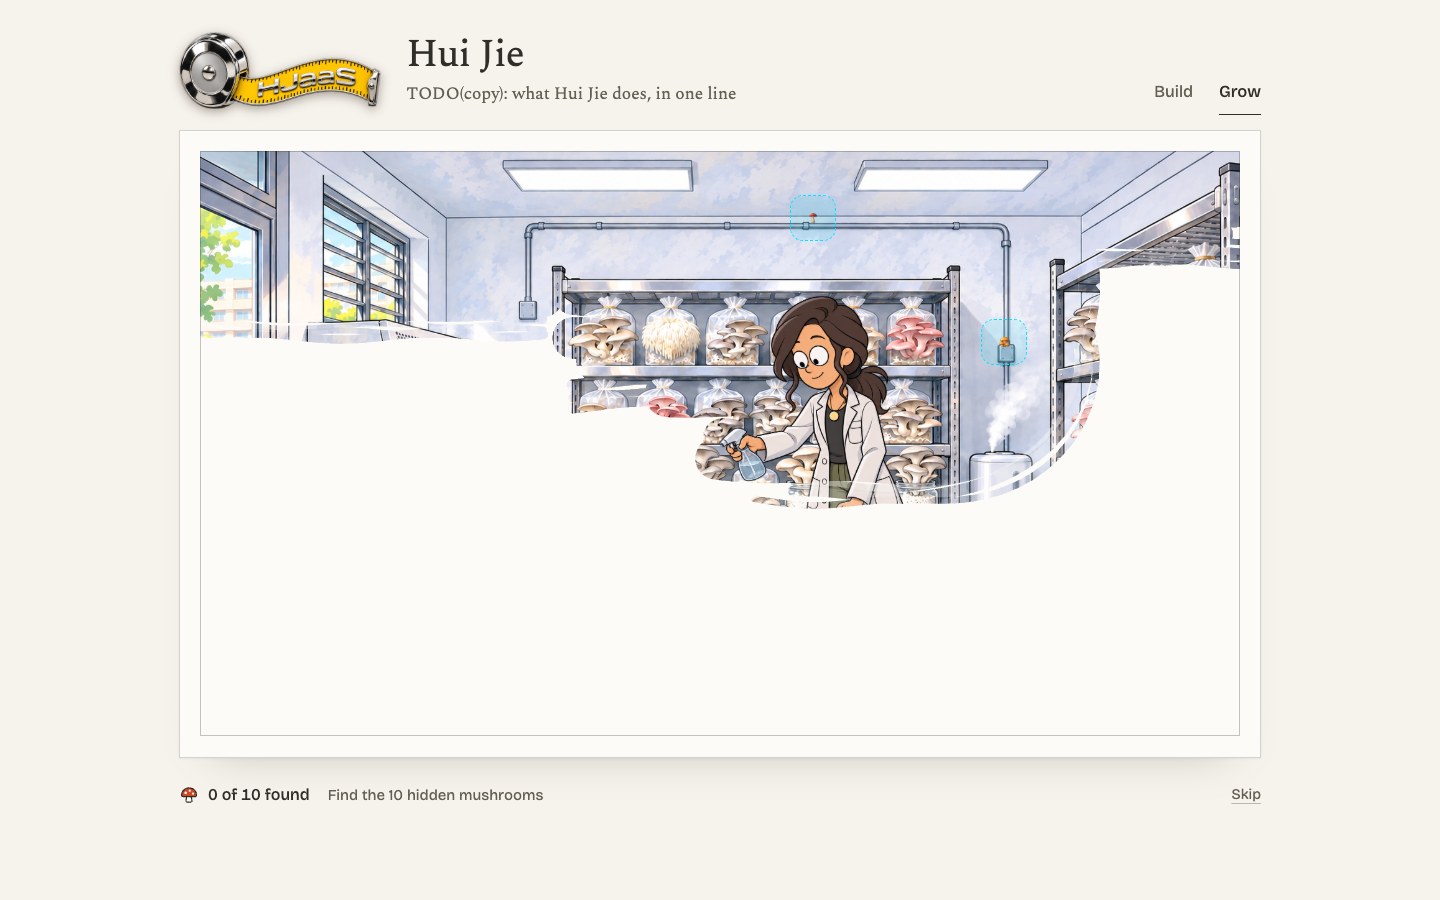 HJaaS
Hui Jie
TODO(copy): what Hui Jie does, in one line
Build
Grow
0 of 10 found
Find the 10 hidden mushrooms
Skip